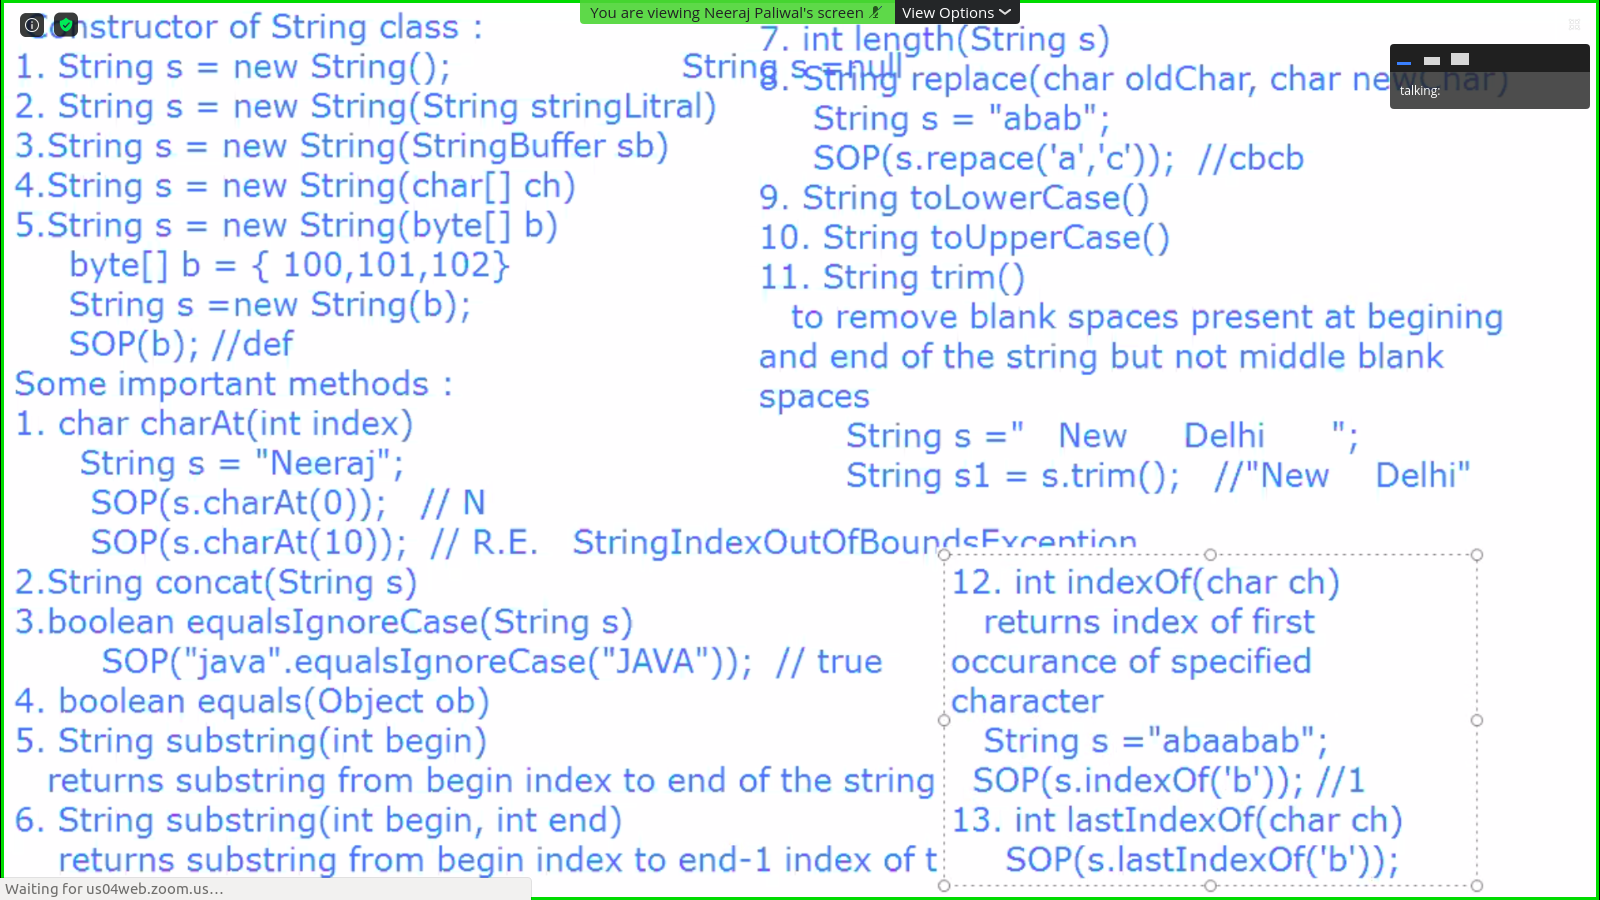 You are viewing Neeraj Paliwal's screen
View Options
talking:
Constructor of String class :
1. String s = new String();
String s =null
2. String s = new String(String stringLitral)
3.String s = new String(StringBuffer sb)
4.String s = new String(char[] ch)
5.String s = new String(byte[] b)
byte[] b = { 100,101,102}
String s =new String(b);
SOP(b); //def
Some important methods :
1. char charAt(int index)
String s = "Neeraj";
SOP(s.charAt(0)); // N
SOP(s.charAt(10)); // R.E. StringIndexOutOfBoundsException
2.String concat(String s)
3.boolean equalsIgnoreCase(String s)
SOP("java".equalsIgnoreCase("JAVA")); // true
4. boolean equals(Object ob)
5. String substring(int begin)
returns substring from begin index to end of the string
6. String substring(int begin, int end)
returns substring from begin index to end-1 index of t
7. int length(String s)
8. String replace(char oldChar, char newChar)
String s = "abab";
SOP(s.repace('a','c')); //cbcb
9. String toLowerCase()
10. String toUpperCase()
11. String trim()
to remove blank spaces present at begining
and end of the string but not middle blank
spaces
String s =" New Delhi ";
String s1 = s.trim(); //"New Delhi"
12. int indexOf(char ch)
returns index of first
occurance of specified
character
String s ="abaabab";
SOP(s.indexOf('b')); //1
13. int lastIndexOf(char ch)
SOP(s.lastIndexOf('b'));
Waiting for us04web.zoom.us...